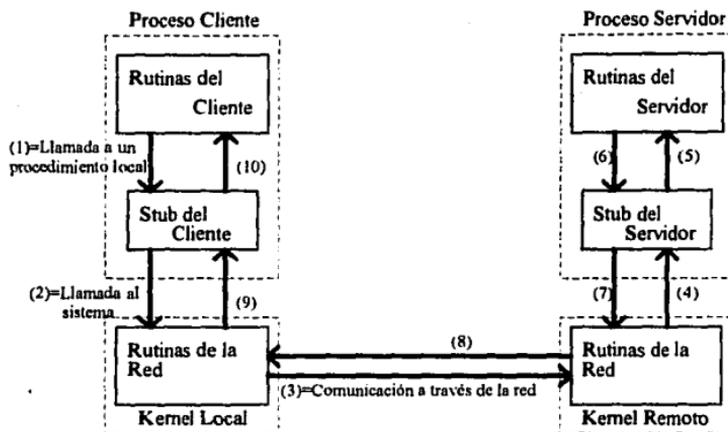 Proceso Cliente
Proceso Servidor
Rutinas del
Cliente
Rutinas del
Servidor
(1)=Llamada a un
procedimiento local
(10)
(6)
(5)
Stub del
Cliente
Stub del
Servidor
(2)=Llamada al
sistema
(9)
(7)
(4)
Rutinas de la
Red
(8)
Rutinas de la
Red
(3)=Comunicación a través de la red
Kernel Local
Kernel Remoto